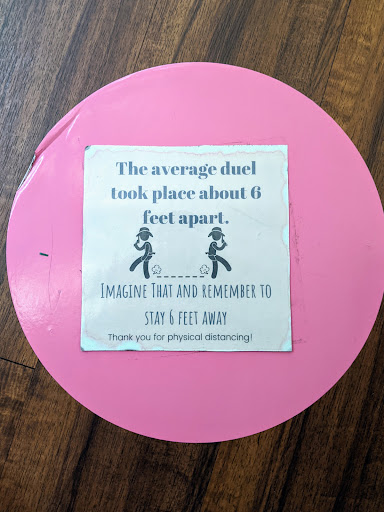 The average duel
took place about 6
feet apart.
Imagine That and remember to
stay 6 feet away
Thank you for physical distancing!